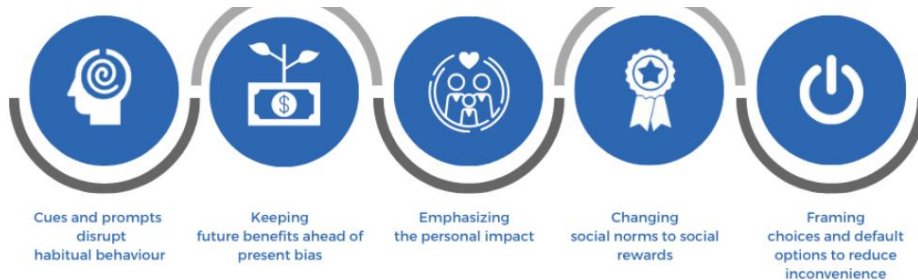 Cues and prompts
disrupt
habitual behaviour
Keeping
future benefits ahead of
present bias
Emphasizing
the personal impact
Changing
social norms to social
rewards
Framing
choices and default
options to reduce
inconvenience
$